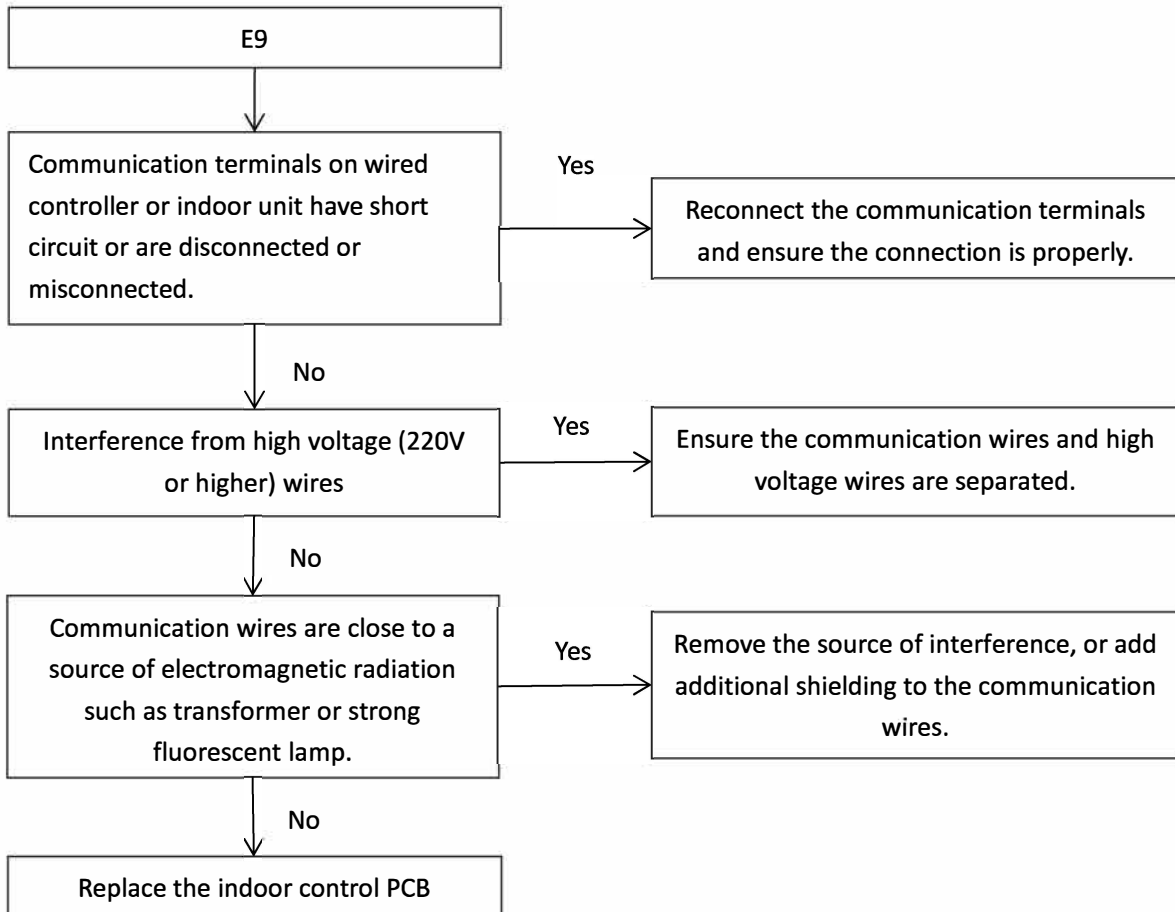 E9
Communication terminals on wired
controller or indoor unit have short
circuit or are disconnected or
misconnected.
Yes
Reconnect the communication terminals
and ensure the connection is properly.
No
Interference from high voltage (220V
or higher) wires
Yes
Ensure the communication wires and high
voltage wires are separated.
No
Communication wires are close to a
source of electromagnetic radiation
such as transformer or strong
fluorescent lamp.
Yes
Remove the source of interference, or add
additional shielding to the communication
wires.
No
Replace the indoor control PCB